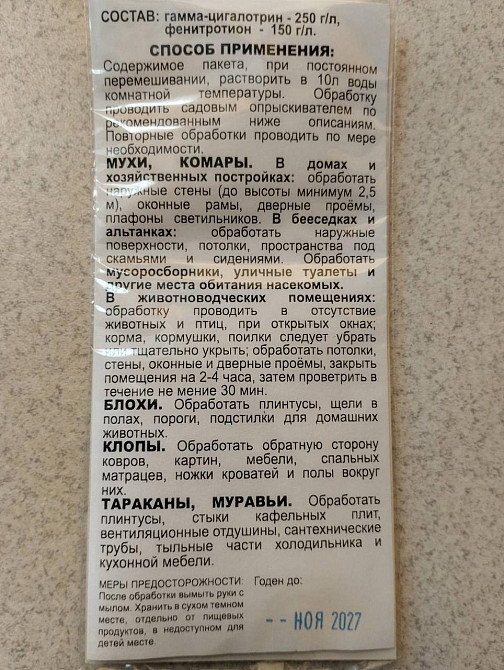 СОСТАВ: гамма-цигалотрин - 250 г/л,
фенитротион - 150 г/л.
СПОСОБ ПРИМЕНЕНИЯ:
Содержимое пакета, при постоянном
перемешивании, растворить в 10л воды
комнатной температуры. Обработку
проводить садовым опрыскивателем по
рекомендованным ниже описаниям.
Повторные обработки проводить по мере
необходимости.
МУХИ, КОМАРЫ. В домах и
хозяйственных постройках: обработать
наружные стены (до высоты минимум 2,5
м), оконные рамы, дверные проёмы,
плафоны светильников. В бееседках и
альтанках: обработать наружные
поверхности, потолки, пространства под
скамьями и сидениями. Обработать
мусоросборники, уличные туалеты и
другие места обитания насекомых.
В животноводческих помещениях:
обработку проводить в отсутствие
животных и птиц, при открытых окнах;
корма, кормушки, поилки следует убрать
тщательно укрыть; обработать потолки,
стены, оконные и дверные проёмы, закрыть
помещения на 2-4 часа, затем проветрить в
течение не менее 30 мин.
БЛОХИ. Обработать плинтусы, щели в
полах, пороги, подстилки для домашних
животных.
КЛОПЫ. Обработать обратную сторону
ковров, картин, мебели, спальных
матрацев, ножки кроватей и полы вокруг
них.
ТАРАКАНЫ, МУРАВЬИ. Обработать
плинтусы, стыки кафельных плит,
вентиляционные отдушины, сантехнические
трубы, тыльные части холодильника и
кухонной мебели.
МЕРЫ ПРЕДОСТОРОЖНОСТИ:
После обработки вымыть руки с
мылом. Хранить в сухом темном
месте, отдельно от пищевых
продуктов, в недоступном для
детей месте.
Годен до:
-- НОЯ 2027